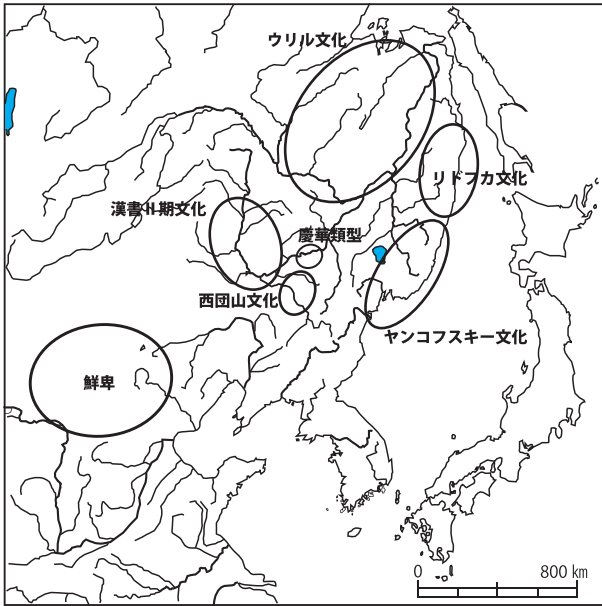 ウリル文化
リドフカ文化
漢書Ⅱ期文化
慶華類型
西団山文化
ヤンコフスキー文化
鮮卑
0 800 km